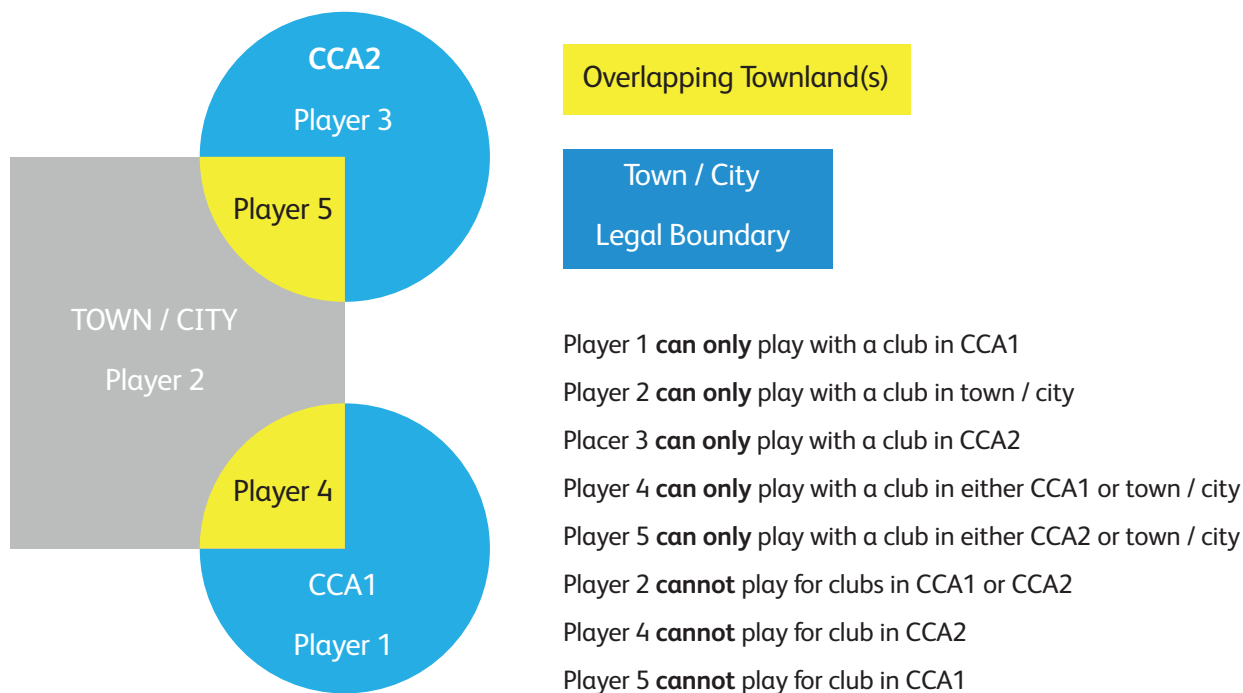 CCA2
Player 3
Player 5
TOWN / CITY
Player 2
Player 4
CCA1
Player 1
Overlapping Townland(s)
Town / City
Legal Boundary
Player 1 can only play with a club in CCA1
Player 2 can only play with a club in town / city
Placer 3 can only play with a club in CCA2
Player 4 can only play with a club in either CCA1 or town / city
Player 5 can only play with a club in either CCA2 or town / city
Player 2 cannot play for clubs in CCA1 or CCA2
Player 4 cannot play for club in CCA2
Player 5 cannot play for club in CCA1